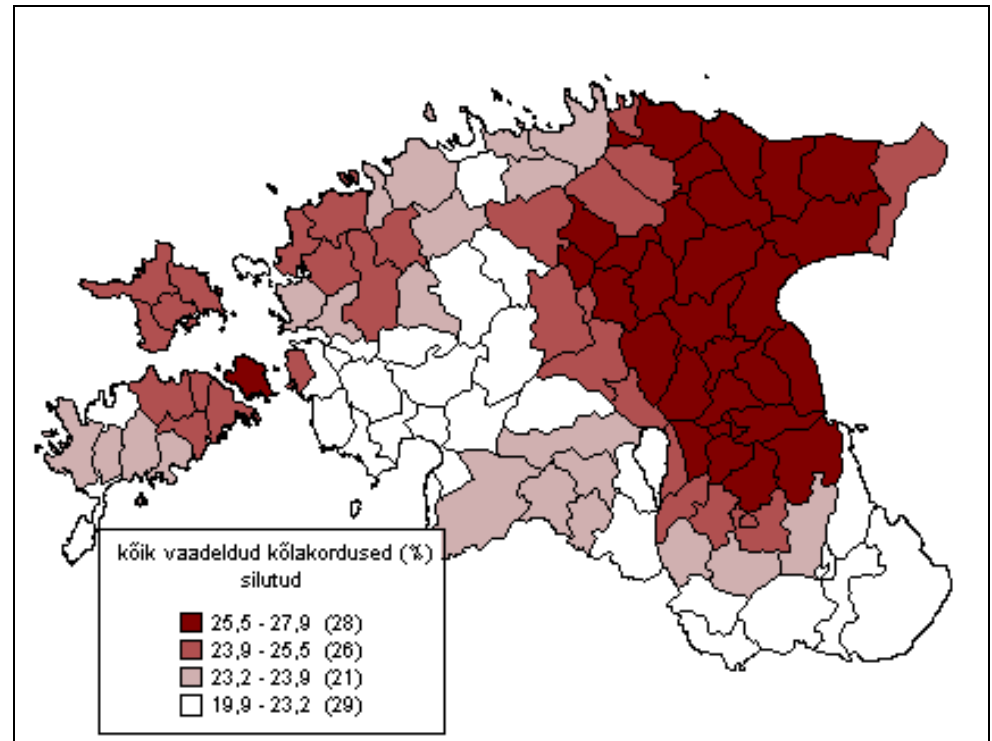 kõik vaadeldud kõlakordused (%)
silutud
25,5 - 27,9 (28)
23,9 - 25,5 (26)
23,2 - 23,9 (21)
19,9 - 23,2 (29)